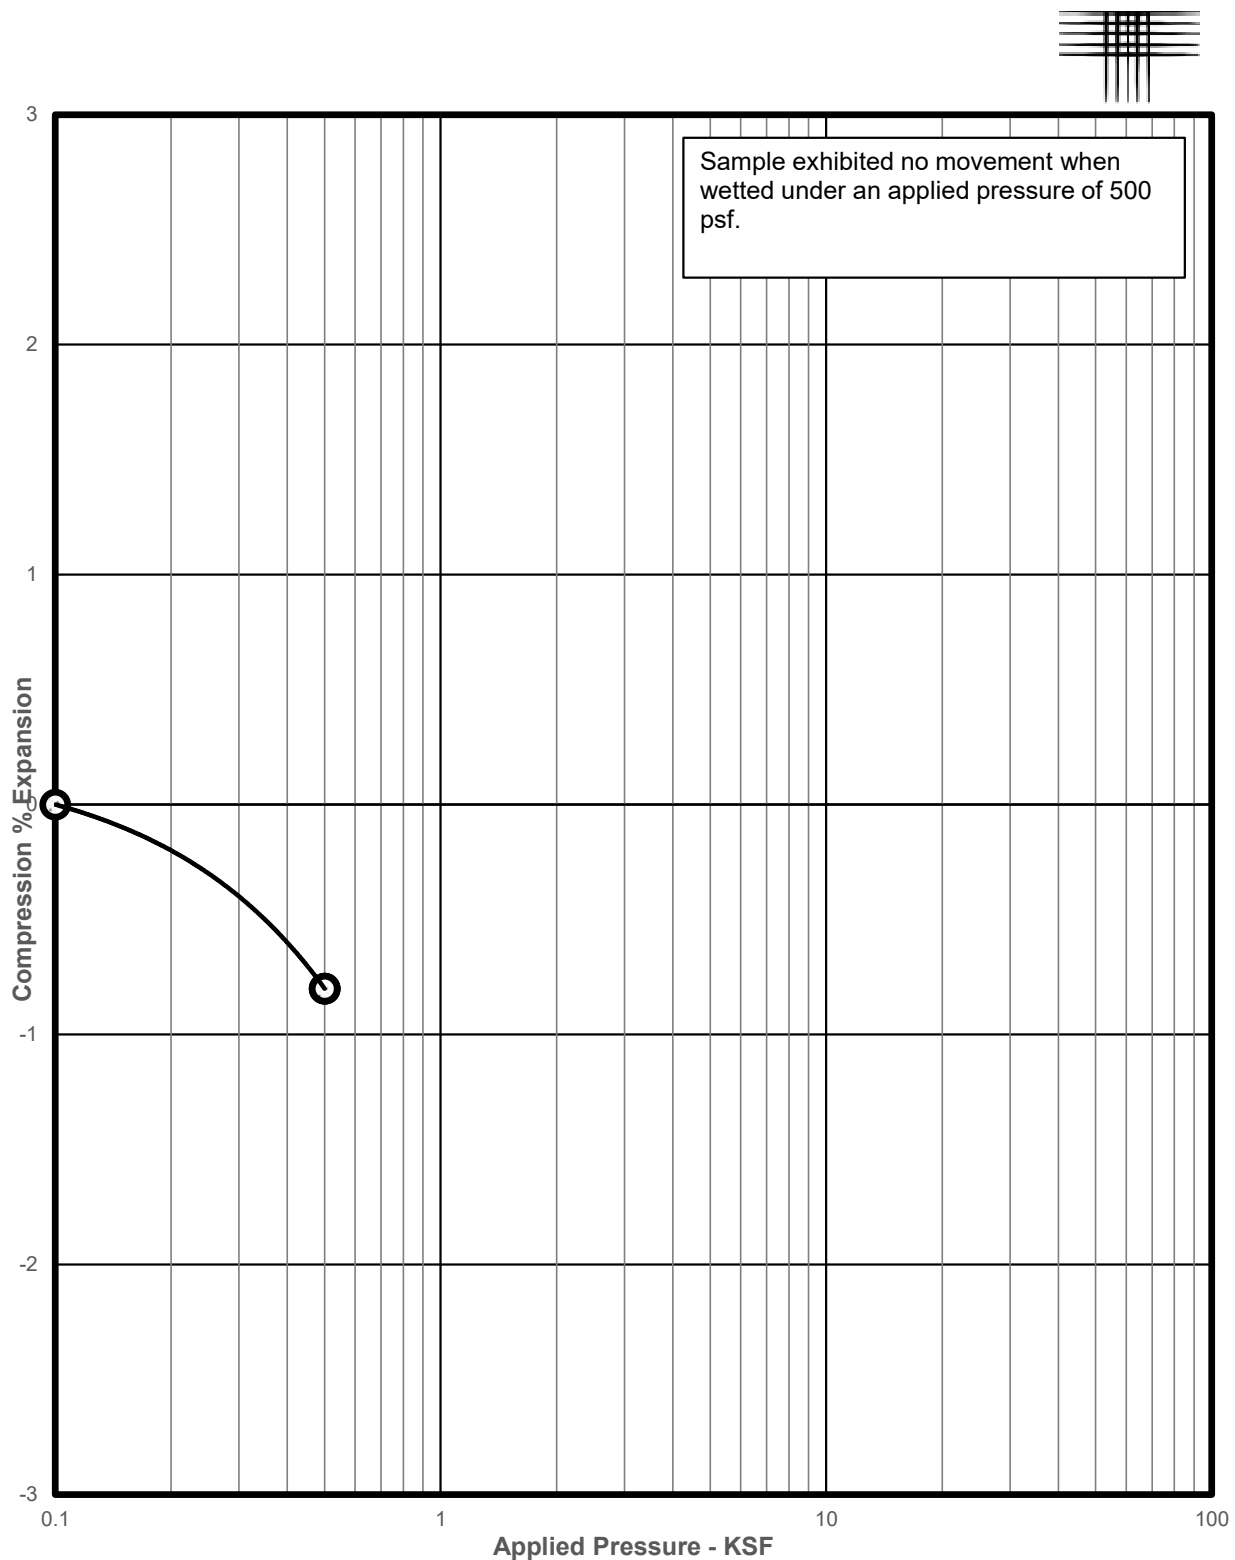 3
Sample exhibited no movement when
wetted under an applied pressure of 500
psf.
2
1
Compression % Expansion
0
-1
-2
-3
0.1 1 10 100
Applied Pressure - KSF